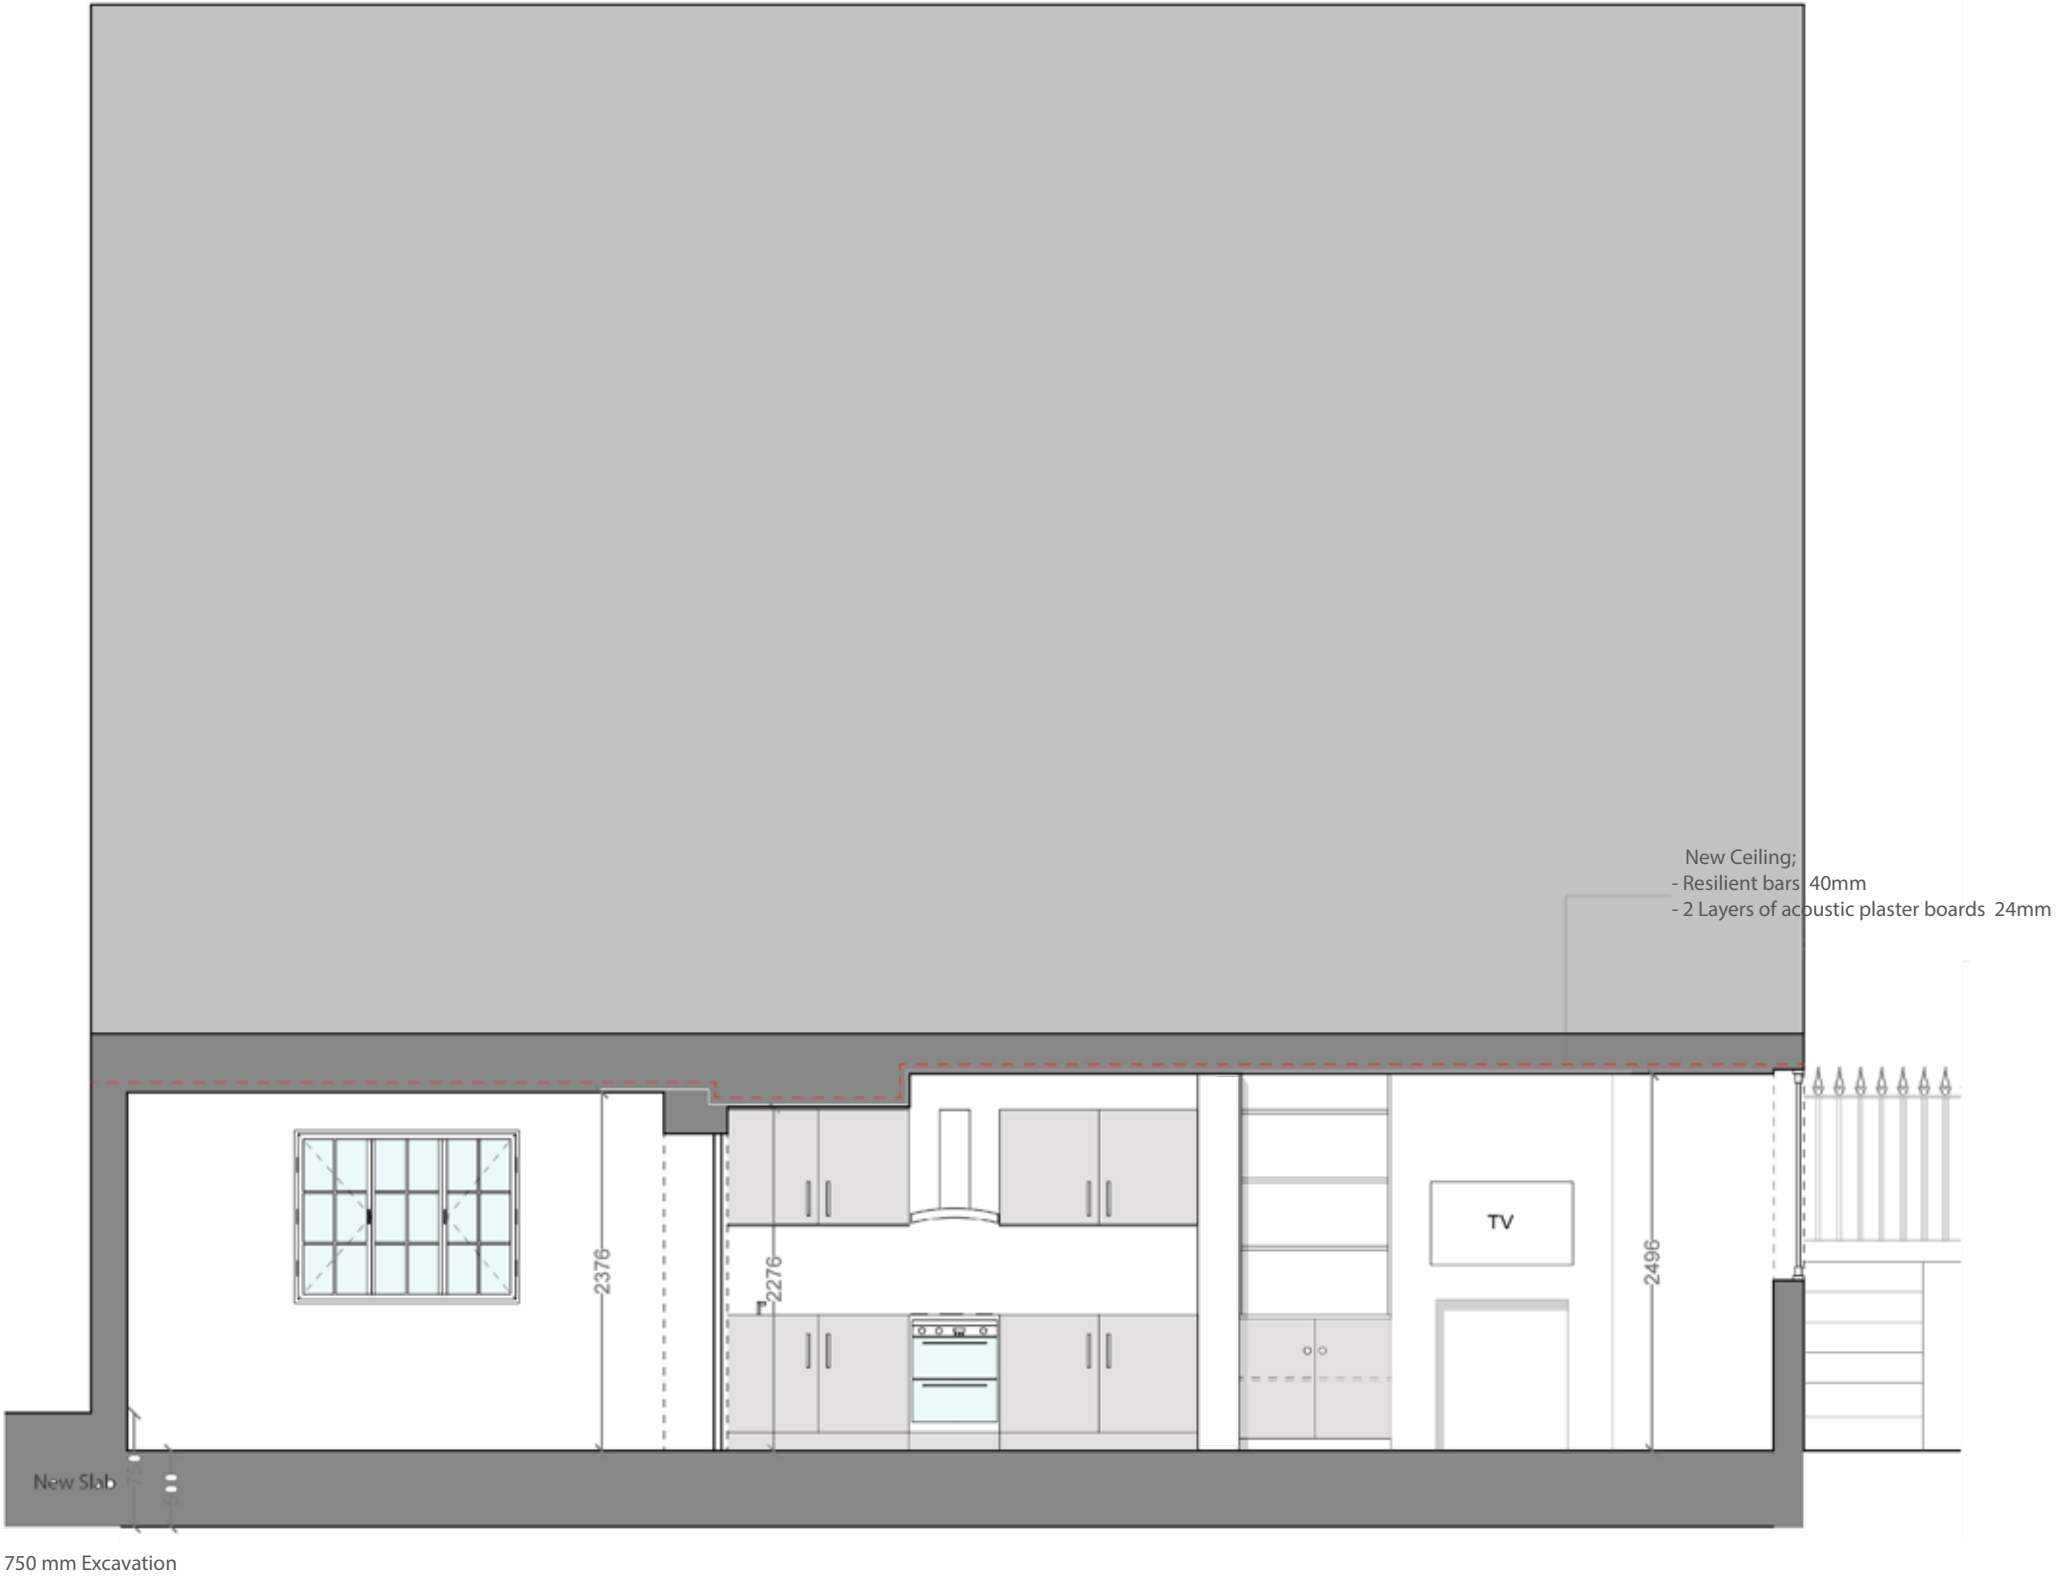 New Ceiling;
- Resilient bars 40mm
- 2 Layers of acoustic plaster boards 24mm
TV
2376
2276
2496
New Slab
750 mm Excavation